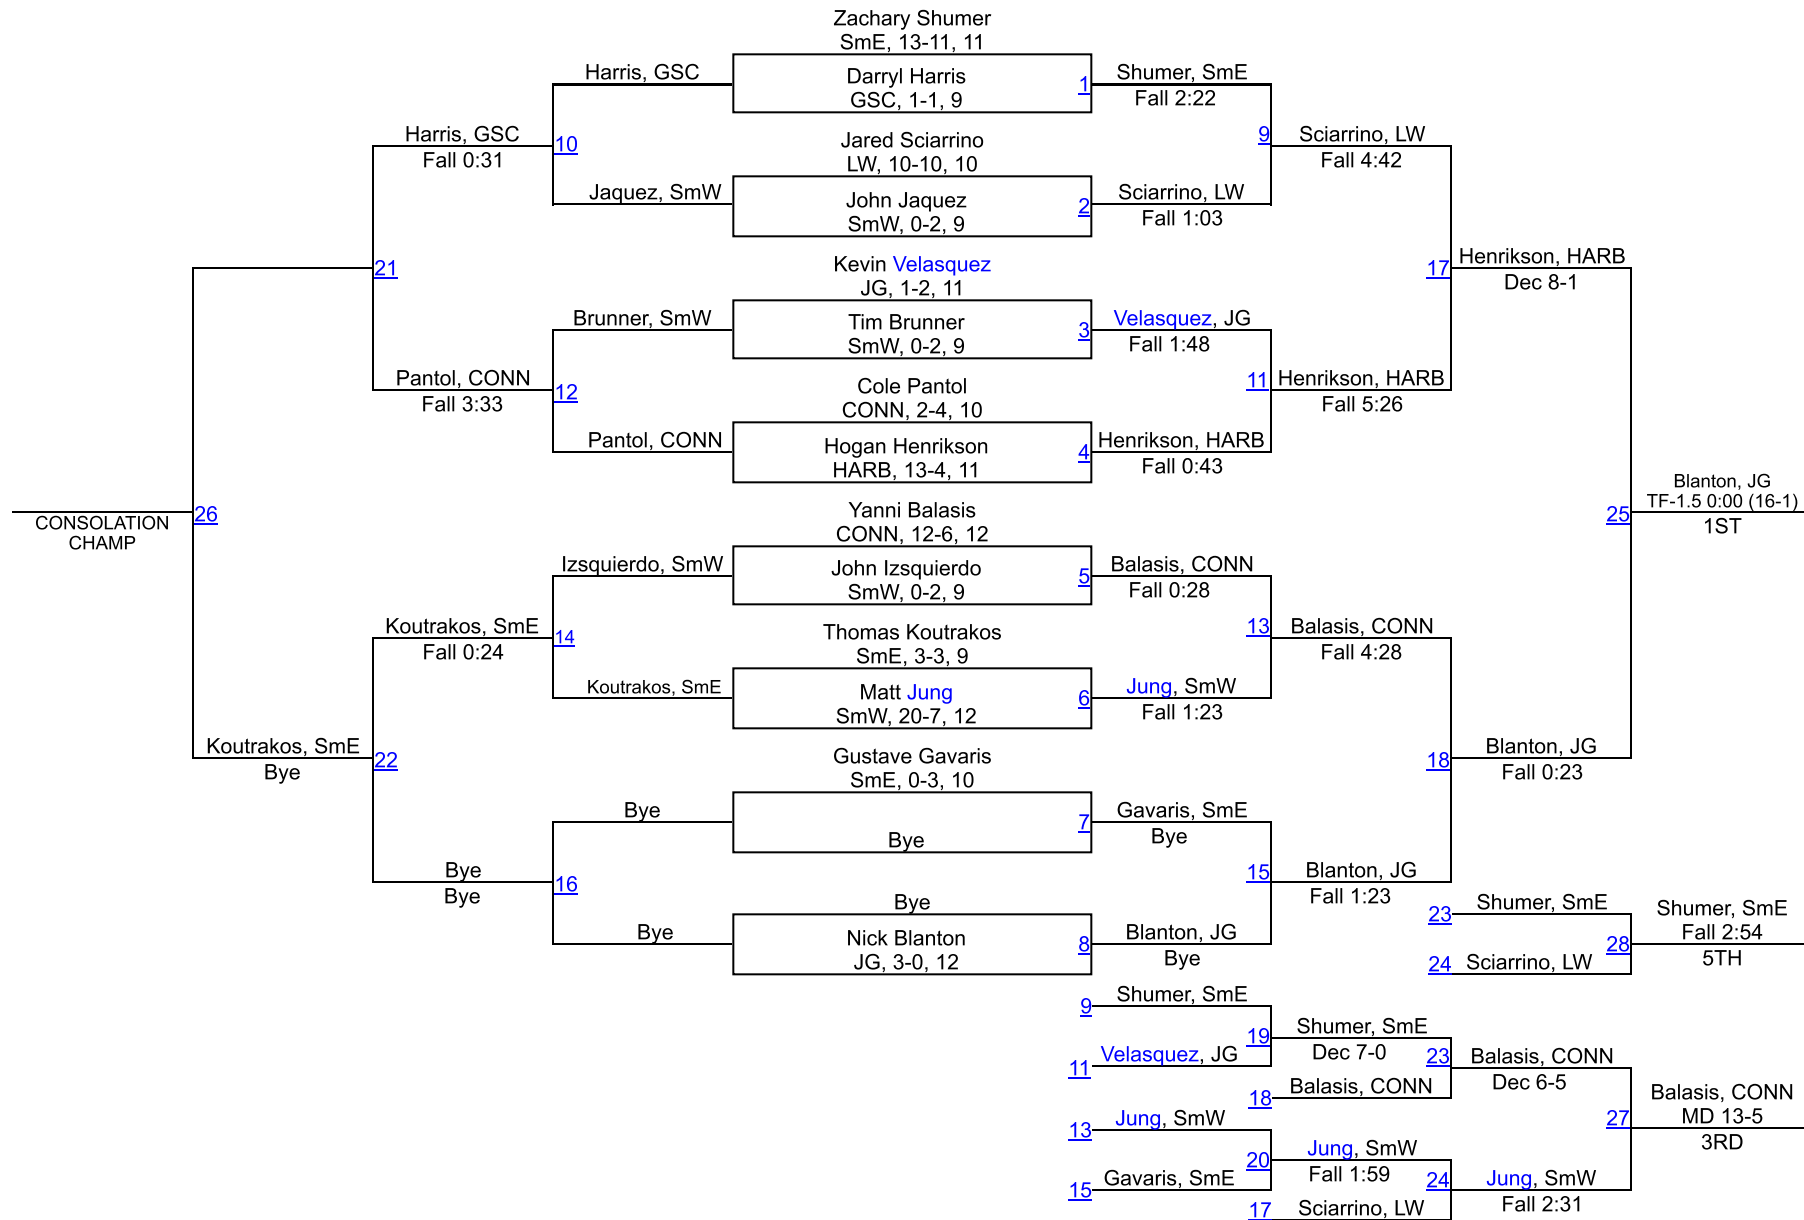 Zachary Shumer
SmE, 13-11, 11
Harris, GSC
Darryl Harris
GSC, 1-1, 9
1
Shumer, SmE
Fall 2:22
Harris, GSC
Fall 0:31
10
Jared Sciarrino
LW, 10-10, 10
9
Sciarrino, LW
Fall 4:42
Jaquez, SmW
John Jaquez
SmW, 0-2, 9
2
Sciarrino, LW
Fall 1:03
21
Kevin Velasquez
JG, 1-2, 11
17
Henrikson, HARB
Dec 8-1
Brunner, SmW
Tim Brunner
SmW, 0-2, 9
3
Velasquez, JG
Fall 1:48
Pantol, CONN
Fall 3:33
12
Cole Pantol
CONN, 2-4, 10
11
Henrikson, HARB
Fall 5:26
Pantol, CONN
Hogan Henrikson
HARB, 13-4, 11
4
Henrikson, HARB
Fall 0:43
CONSOLATION
CHAMP
26
Yanni Balasis
CONN, 12-6, 12
25
Blanton, JG
TF-1.5 0:00 (16-1)
1ST
Izsquierdo, SmW
John Izsquierdo
SmW, 0-2, 9
5
Balasis, CONN
Fall 0:28
Koutrakos, SmE
Fall 0:24
14
Thomas Koutrakos
SmE, 3-3, 9
13
Balasis, CONN
Fall 4:28
Koutrakos, SmE
Matt Jung
SmW, 20-7, 12
6
Jung, SmW
Fall 1:23
Koutrakos, SmE
Bye
22
Gustave Gavaris
SmE, 0-3, 10
18
Blanton, JG
Fall 0:23
Bye
Bye
7
Gavaris, SmE
Bye
Bye
Bye
16
15
Blanton, JG
Fall 1:23
Bye
Bye
Nick Blanton
JG, 3-0, 12
8
Blanton, JG
Bye
23
Shumer, SmE
24
Sciarrino, LW
28
Shumer, SmE
Fall 2:54
5TH
9
Shumer, SmE
11
Velasquez, JG
19
Shumer, SmE
Dec 7-0
18
Balasis, CONN
23
Balasis, CONN
Dec 6-5
13
Jung, SmW
15
Gavaris, SmE
20
Jung, SmW
Fall 1:59
17
Sciarrino, LW
24
Jung, SmW
Fall 2:31
27
Balasis, CONN
MD 13-5
3RD